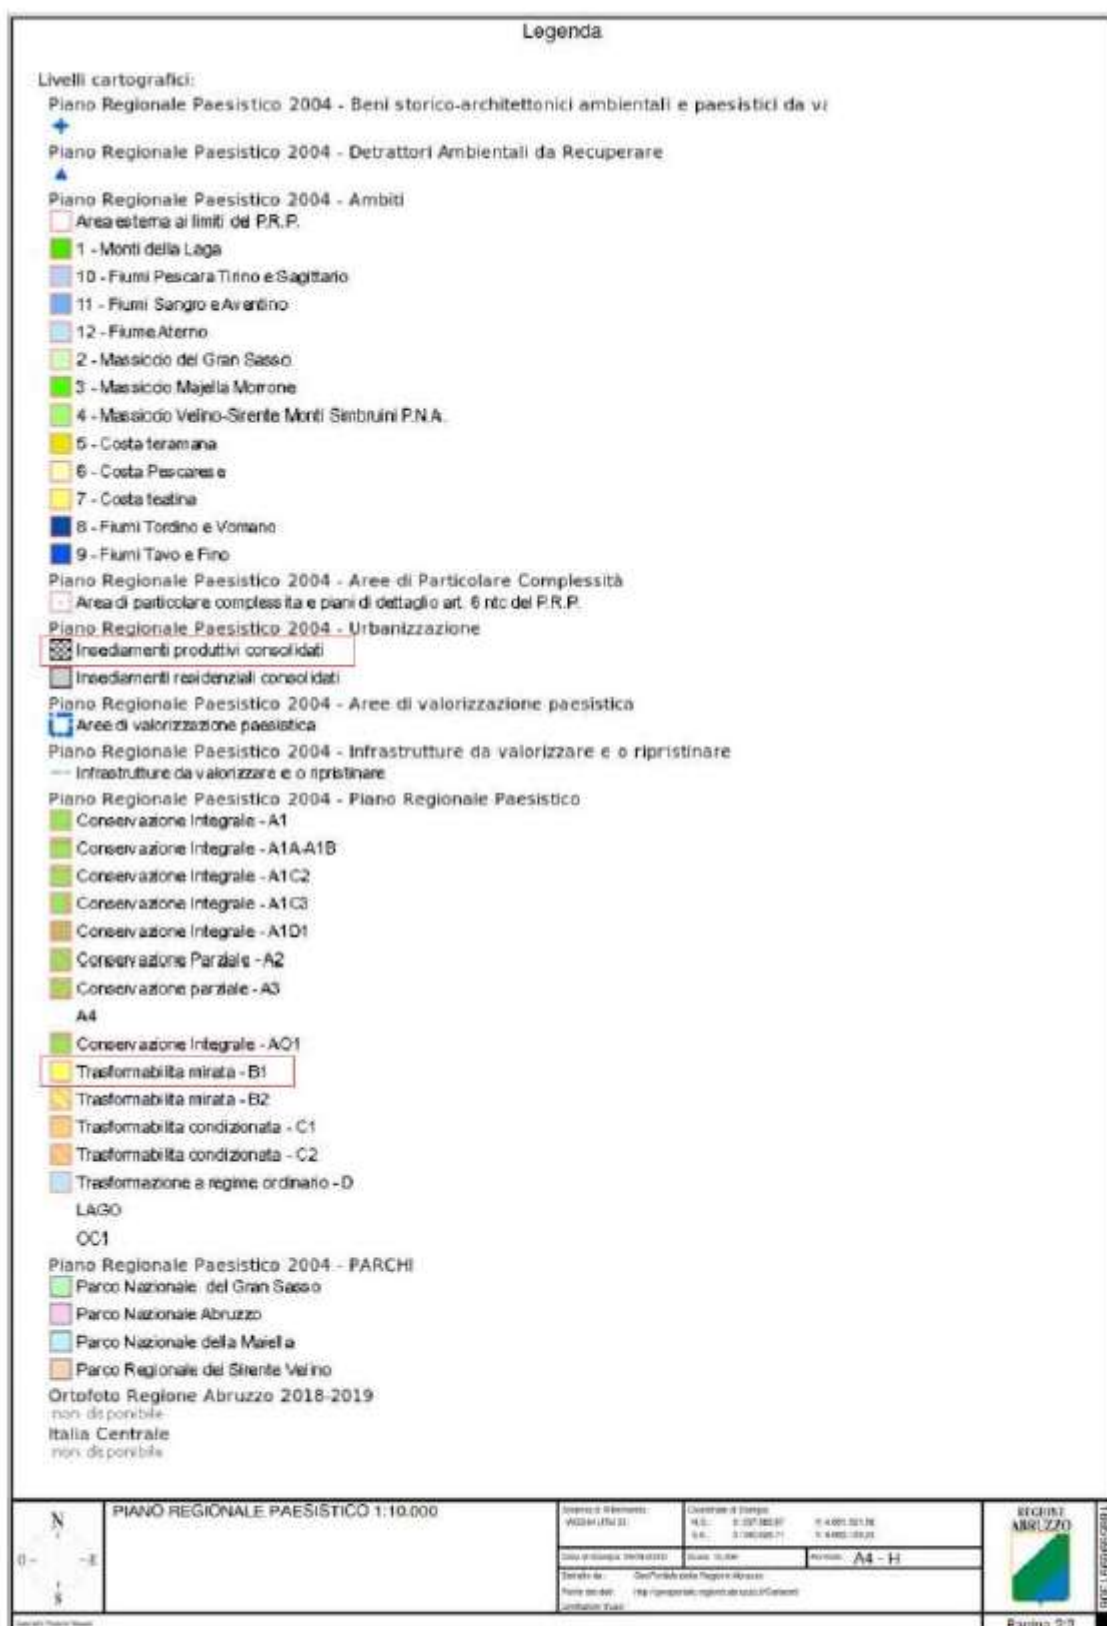 Legenda
Livelli cartografici:
Piano Regionale Paesistico 2004 - Beni storico-architettonici ambientali e paesistici da va
Piano Regionale Paesistico 2004 - Detrattori Ambientali da Recuperare
Piano Regionale Paesistico 2004 - Ambiti
Area esterna ai limiti del P.R.P.
1 - Monti della Laga
10 - Fiumi Pescara Tirino e Sagittario
11 - Fiumi Sangro e Aventino
12 - Fiume Aterno
2 - Massiccio del Gran Sasso
3 - Massiccio Majella Morrone
4 - Massiccio Velino-Sirente Monti Simbruini P.N.A.
5 - Costa teramana
6 - Costa Pescarese
7 - Costa teatina
8 - Fiumi Tordino e Vomano
9 - Fiumi Tavo e Fino
Piano Regionale Paesistico 2004 - Aree di Particolare Complessità
Area di particolare complessita e piani di dettaglio art. 6 ntc del P.R.P.
Piano Regionale Paesistico 2004 - Urbanizzazione
Insediamenti produttivi consolidati
Insediamenti residenziali consolidati
Piano Regionale Paesistico 2004 - Aree di valorizzazione paesistica
Aree di valorizzazione paesistica
Piano Regionale Paesistico 2004 - Infrastrutture da valorizzare e o ripristinare
Infrastrutture da valorizzare e o ripristinare
Piano Regionale Paesistico 2004 - Piano Regionale Paesistico
Conservazione Integrale - A1
Conservazione Integrale - A1A-A1B
Conservazione Integrale - A1C2
Conservazione Integrale - A1C3
Conservazione Integrale - A1D1
Conservazione Parziale - A2
Conservazione parziale - A3
A4
Conservazione Integrale - AO1
Trasformabilita mirata - B1
Trasformabilita mirata - B2
Trasformabilita condizionata - C1
Trasformabilita condizionata - C2
Trasformazione a regime ordinario - D
LAGO
OC1
Piano Regionale Paesistico 2004 - PARCHI
Parco Nazionale del Gran Sasso
Parco Nazionale Abruzzo
Parco Nazionale della Maiella
Parco Regionale del Sirente Velino
Ortofoto Regione Abruzzo 2018-2019
non disponibile
Italia Centrale
non disponibile
PIANO REGIONALE PAESISTICO 1:10.000
N
O - - E
S
A4 - H
REGIONE
ABRUZZO
Pagina 2/2